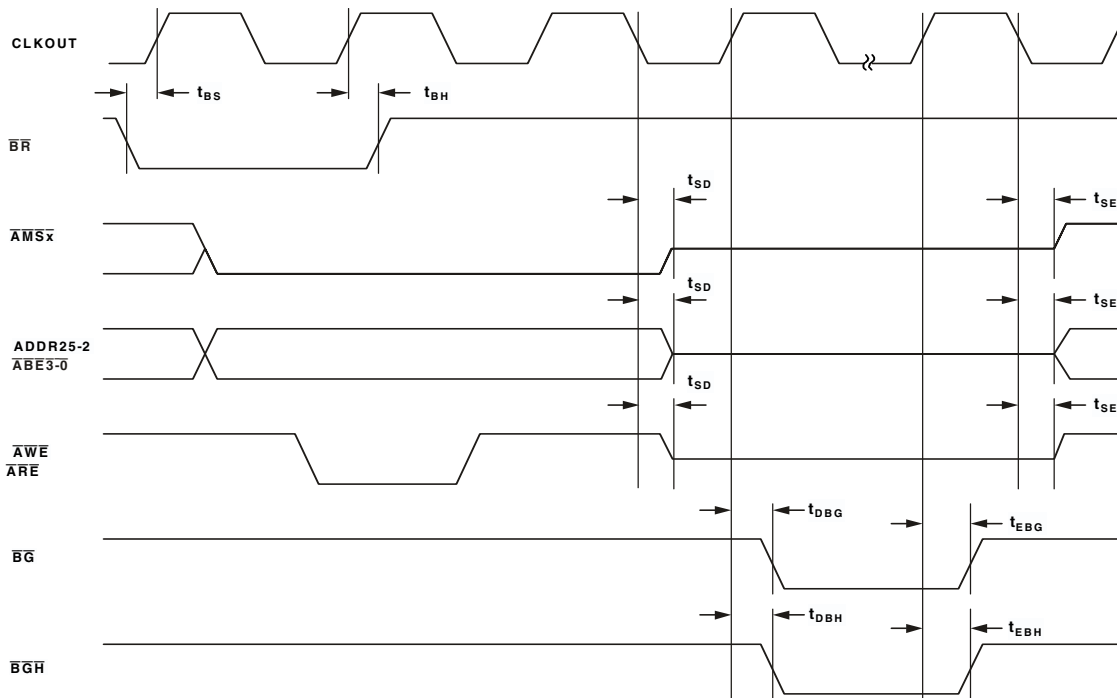 CLKOUT
tBS
tBH
BR
tSD
tSE
AMSx
tSD
tSE
ADDR25-2
ABE3-0
tSD
tSE
AWE
ARE
tDBG
tEBG
BG
tDBH
tEBH
BGH